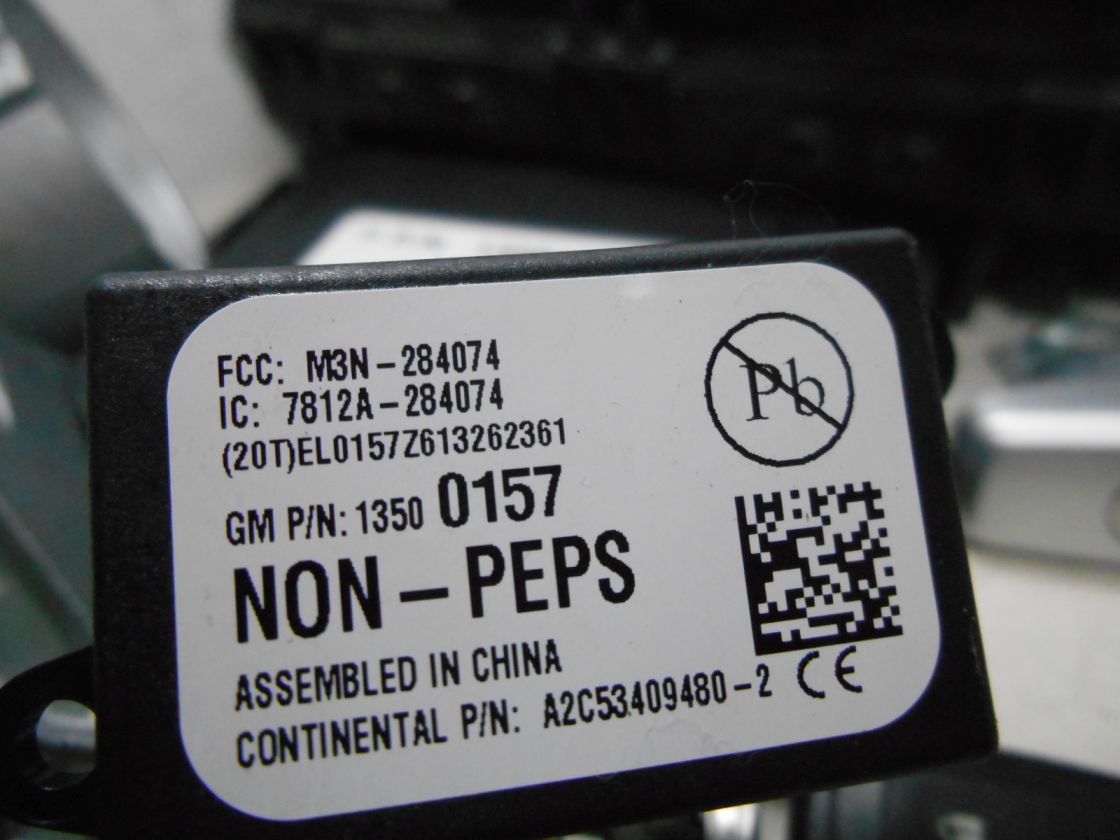 FCC: M3N-284074
IC: 7812A-284074
(20T)EL0157Z613262361
GM P/N: 1350 0157
NON-PEPS
ASSEMBLED IN CHINA
CONTINENTAL P/N: A2C53409480-2 CE
Pb